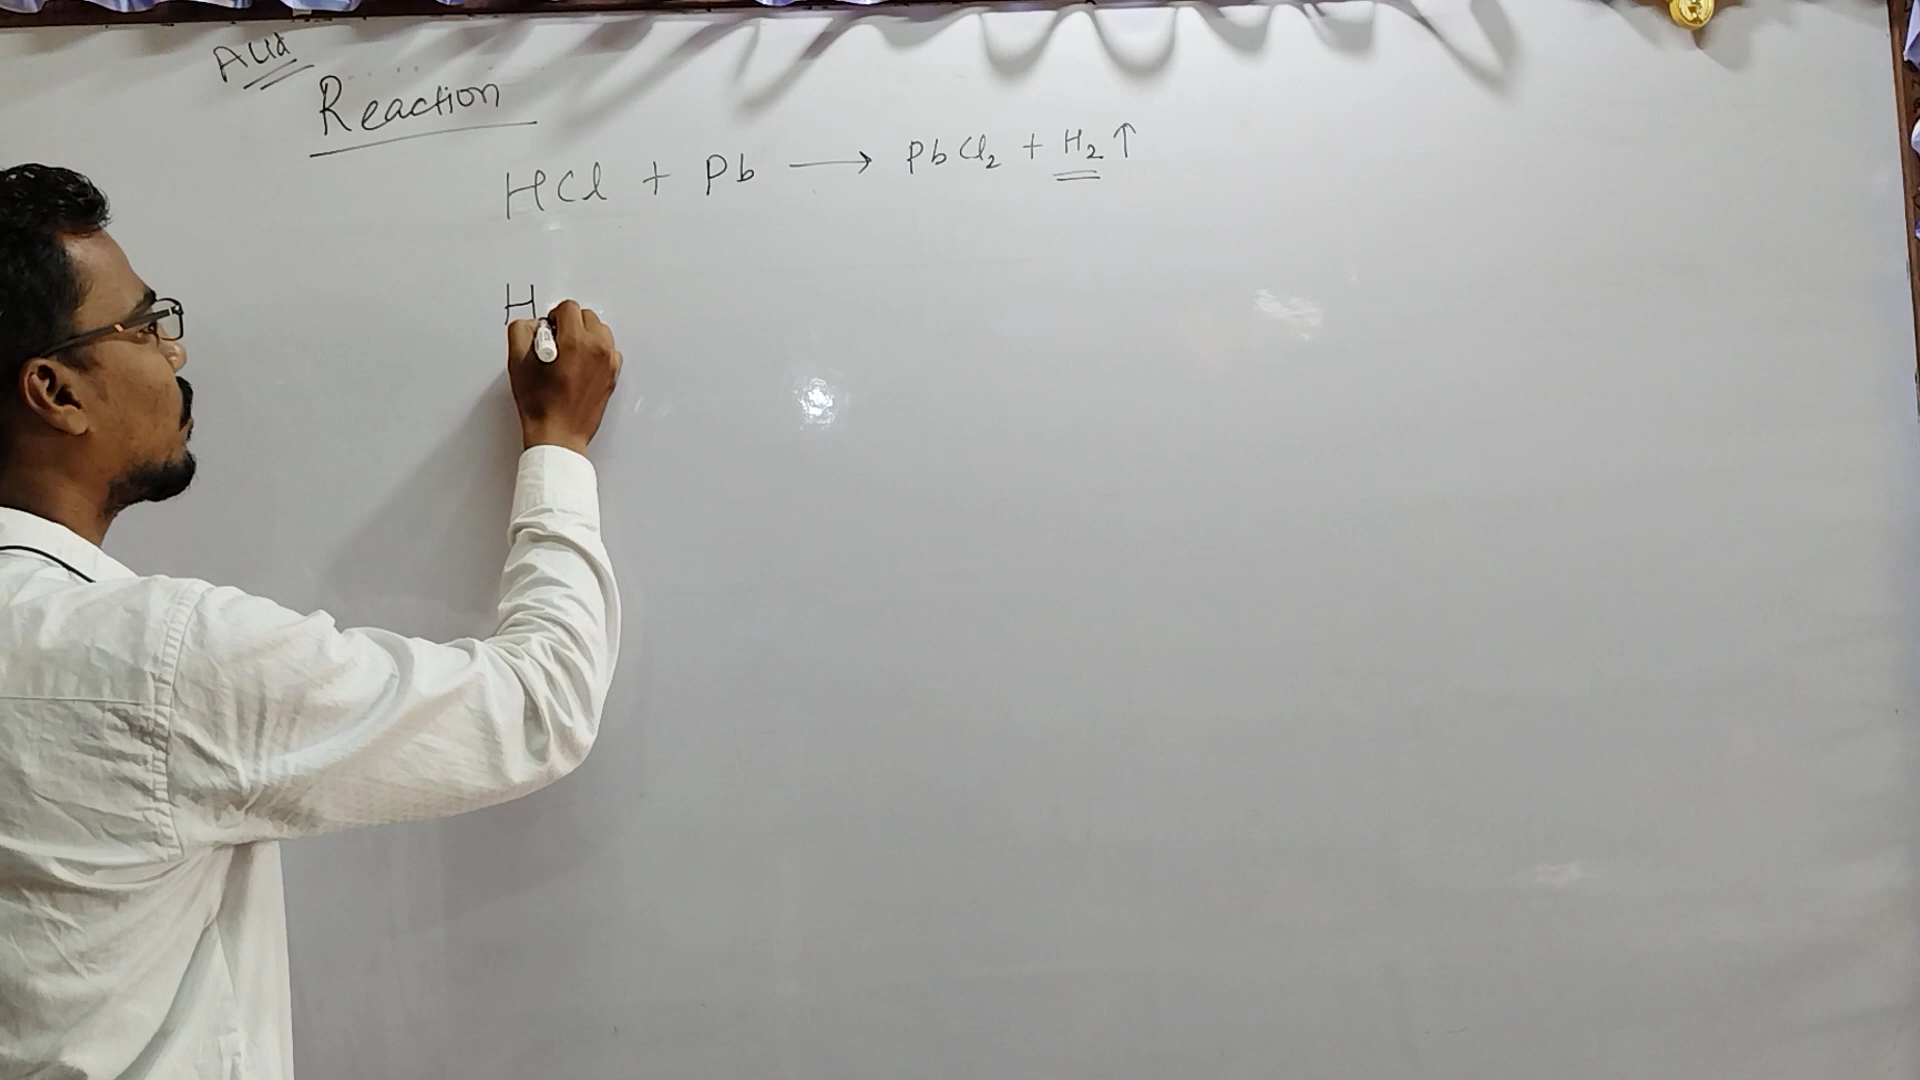 Acid
Reaction
HCl + Pb ⟶ PbCl₂ + H₂ ↑
H